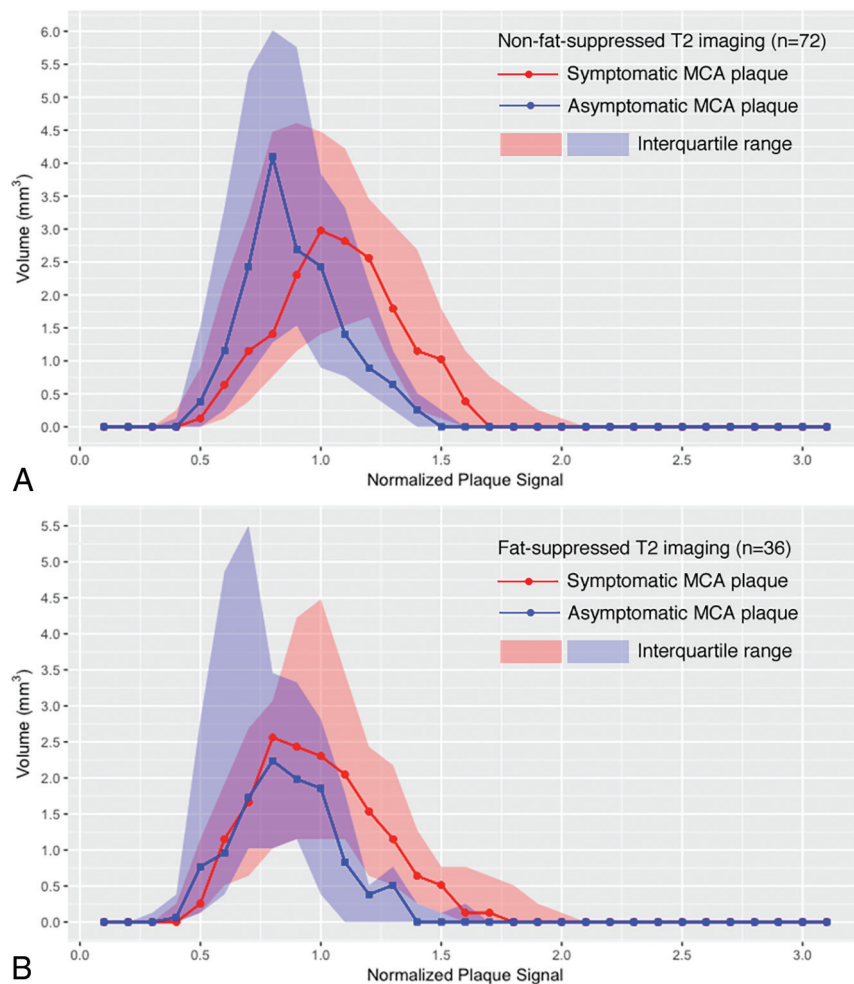 Non-fat-suppressed T2 imaging (n=72)
Symptomatic MCA plaque
Asymptomatic MCA plaque
Interquartile range
Volume (mm³)
6.0
5.5
5.0
4.5
4.0
3.5
3.0
2.5
2.0
1.5
1.0
0.5
0.0
0.0 0.5 1.0 1.5 2.0 2.5 3.0
Normalized Plaque Signal
A
Fat-suppressed T2 imaging (n=36)
Symptomatic MCA plaque
Asymptomatic MCA plaque
Interquartile range
Volume (mm³)
5.5
5.0
4.5
4.0
3.5
3.0
2.5
2.0
1.5
1.0
0.5
0.0
0.0 0.5 1.0 1.5 2.0 2.5 3.0
Normalized Plaque Signal
B